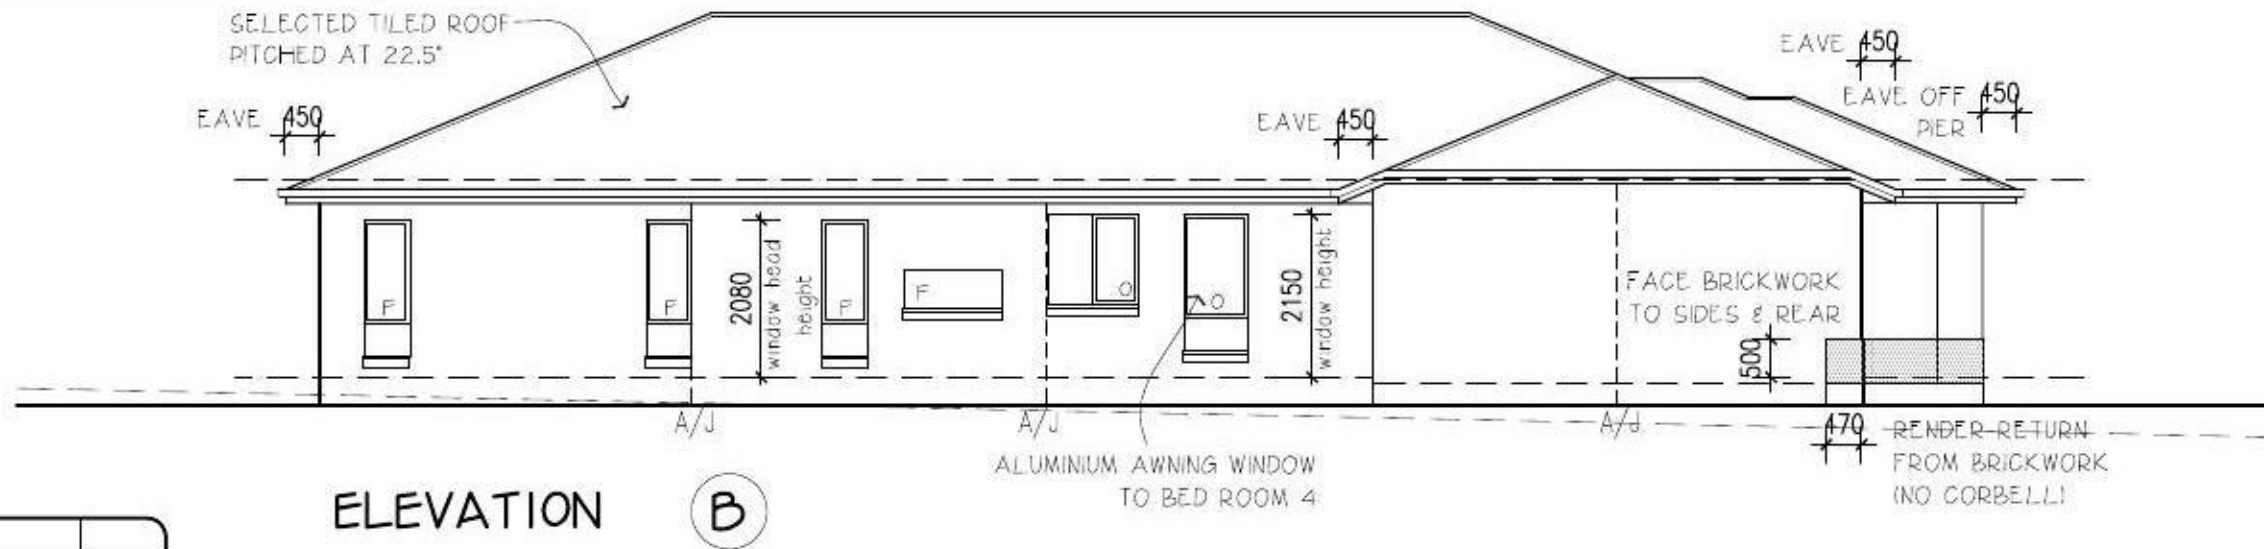 SELECTED TILED ROOF
PITCHED AT 22.5°
EAVE 450
EAVE 450
EAVE 450
EAVE OFF 450
PIER
F
F
2080
window head
height
F
F
O
O
2150
window height
FACE BRICKWORK
TO SIDES & REAR
500
A/J
A/J
A/J
470
RENDER RETURN
FROM BRICKWORK
(NO CORBELL)
ALUMINIUM AWNING WINDOW
TO BED ROOM 4
ELEVATION B